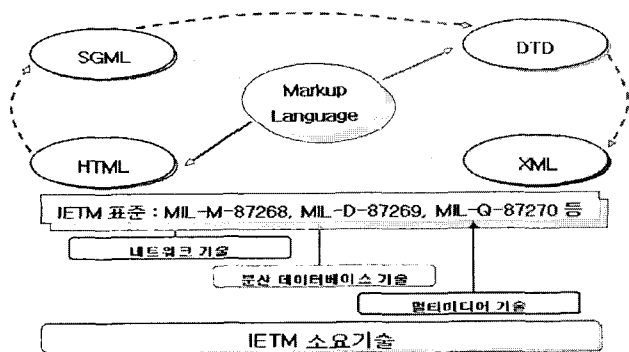 SGML
DTD
Markup
Language
HTML
XML
IETM 표준 : MIL-M-87268, MIL-D-87269, MIL-Q-87270 등
네트워크 기술
분산 데이터베이스 기술
멀티미디어 기술
IETM 소요기술